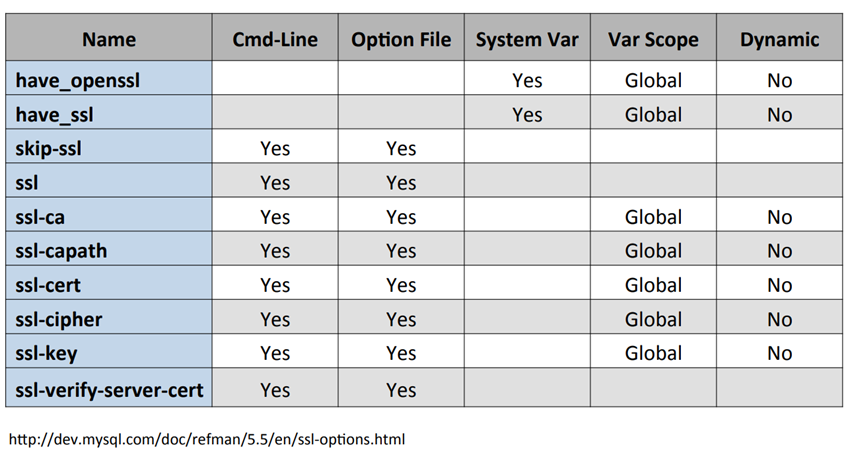 Name Cmd-Line Option File System Var Var Scope Dynamic
have_openssl Yes Global No
have_ssl Yes Global No
skip-ssl Yes Yes
ssl Yes Yes
ssl-ca Yes Yes Global No
ssl-capath Yes Yes Global No
ssl-cert Yes Yes Global No
ssl-cipher Yes Yes Global No
ssl-key Yes Yes Global No
ssl-verify-server-cert Yes Yes
http://dev.mysql.com/doc/refman/5.5/en/ssl-options.html